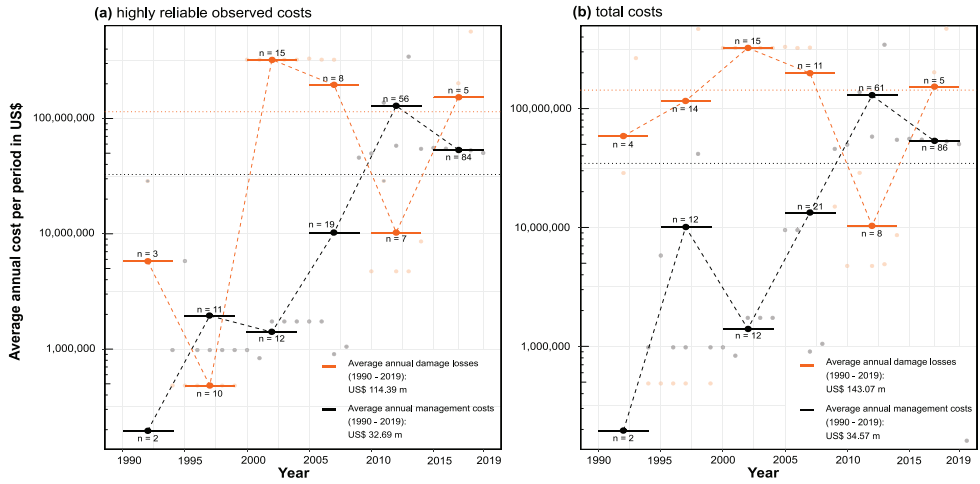 (a) highly reliable observed costs
(b) total costs
Average annual cost per period in US$
100,000,000
10,000,000
1,000,000
n = 3
n = 2
n = 11
n = 10
n = 15
n = 12
n = 8
n = 19
n = 56
n = 7
n = 5
n = 84
Average annual damage losses
(1990 - 2019):
US$ 114.39 m
Average annual management costs
(1990 - 2019):
US$ 32.69 m
1990
1995
2000
2005
2010
2015
2019
Year
100,000,000
10,000,000
1,000,000
n = 4
n = 2
n = 14
n = 12
n = 15
n = 12
n = 11
n = 21
n = 61
n = 8
n = 5
n = 86
Average annual damage losses
(1990 - 2019):
US$ 143.07 m
Average annual management costs
(1990 - 2019):
US$ 34.57 m
1990
1995
2000
2005
2010
2015
2019
Year